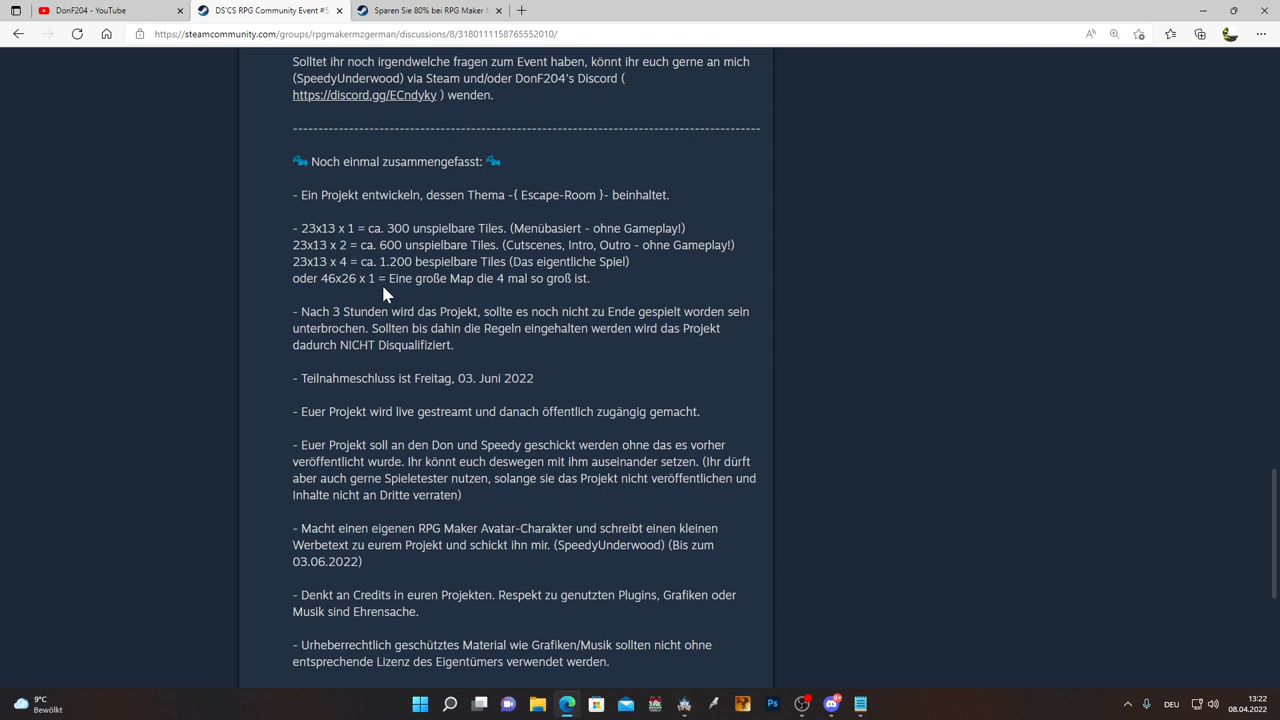 DonF204 - YouTube
DS'CS RPG Community Event #5
Sparen Sie 80% bei RPG Maker M
https://steamcommunity.com/groups/rpgmakermzgerman/discussions/8/3180111158765552010/
Solltet ihr noch irgendwelche fragen zum Event haben, könnt ihr euch gerne an mich
(SpeedyUnderwood) via Steam und/oder DonF204's Discord (
https://discord.gg/ECndyky ) wenden.
--------------------------------------------------------------------------------------------
Noch einmal zusammengefasst:
- Ein Projekt entwickeln, dessen Thema -{ Escape-Room }- beinhaltet.
- 23x13 x 1 = ca. 300 unspielbare Tiles. (Menübasiert - ohne Gameplay!)
23x13 x 2 = ca. 600 unspielbare Tiles. (Cutscenes, Intro, Outro - ohne Gameplay!)
23x13 x 4 = ca. 1.200 bespielbare Tiles (Das eigentliche Spiel)
oder 46x26 x 1 = Eine große Map die 4 mal so groß ist.
- Nach 3 Stunden wird das Projekt, sollte es noch nicht zu Ende gespielt worden sein
unterbrochen. Sollten bis dahin die Regeln eingehalten werden wird das Projekt
dadurch NICHT Disqualifiziert.
- Teilnahmeschluss ist Freitag, 03. Juni 2022
- Euer Projekt wird live gestreamt und danach öffentlich zugängig gemacht.
- Euer Projekt soll an den Don und Speedy geschickt werden ohne das es vorher
veröffentlicht wurde. Ihr könnt euch deswegen mit ihm auseinander setzen. (Ihr dürft
aber auch gerne Spieletester nutzen, solange sie das Projekt nicht veröffentlichen und
Inhalte nicht an Dritte verraten)
- Macht einen eigenen RPG Maker Avatar-Charakter und schreibt einen kleinen
Werbetext zu eurem Projekt und schickt ihn mir. (SpeedyUnderwood) (Bis zum
03.06.2022)
- Denkt an Credits in euren Projekten. Respekt zu genutzten Plugins, Grafiken oder
Musik sind Ehrensache.
- Urheberrechtlich geschütztes Material wie Grafiken/Musik sollten nicht ohne
entsprechende Lizenz des Eigentümers verwendet werden.
9°C
Bewölkt
Ps
DEU
13:22
08.04.2022